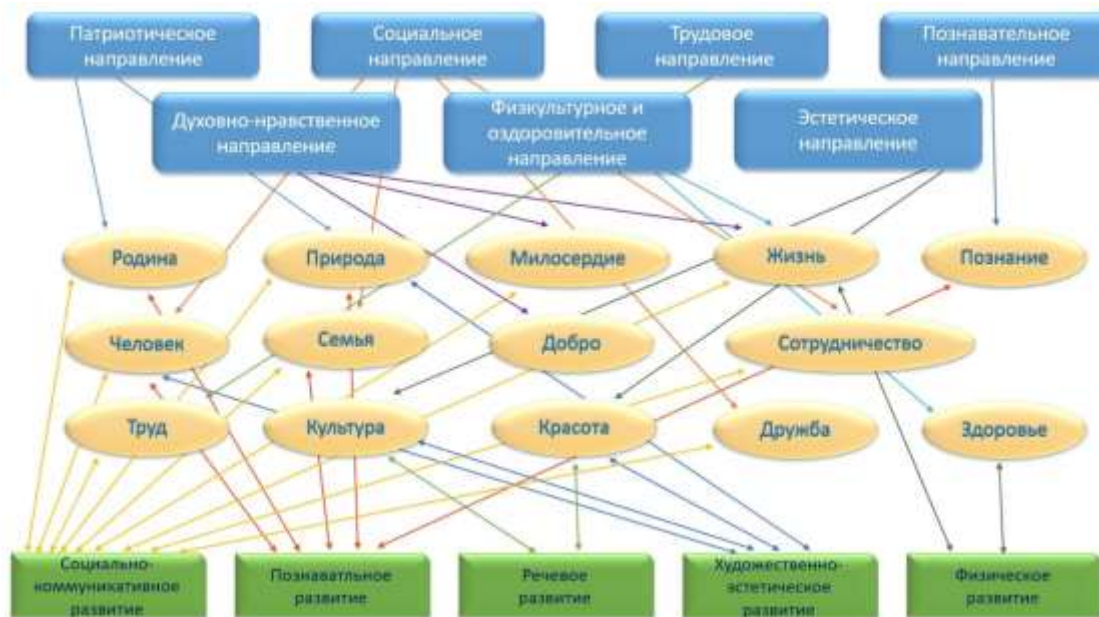 Патриотическое
направление
Социальное
направление
Трудовое
направление
Познавательное
направление
Духовно-нравственное
направление
Физкультурное и
оздоровительное
направление
Эстетическое
направление
Родина
Природа
Милосердие
Жизнь
Познание
Человек
Семья
Добро
Сотрудничество
Труд
Культура
Красота
Дружба
Здоровье
Социально-
коммуникативное
развитие
Познаватльное
развитие
Речевое
развитие
Художественно-
эстетическое
развитие
Физическое
развитие